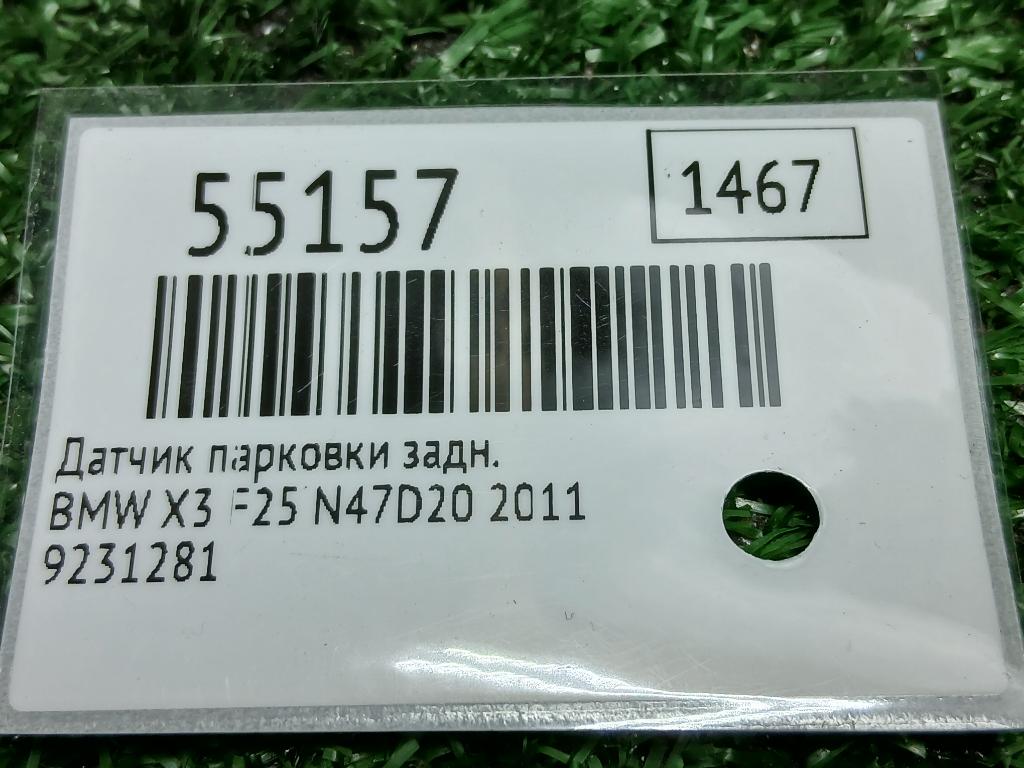 55157
1467
Датчик парковки задн.
BMW X3 F25 N47D20 2011
9231281